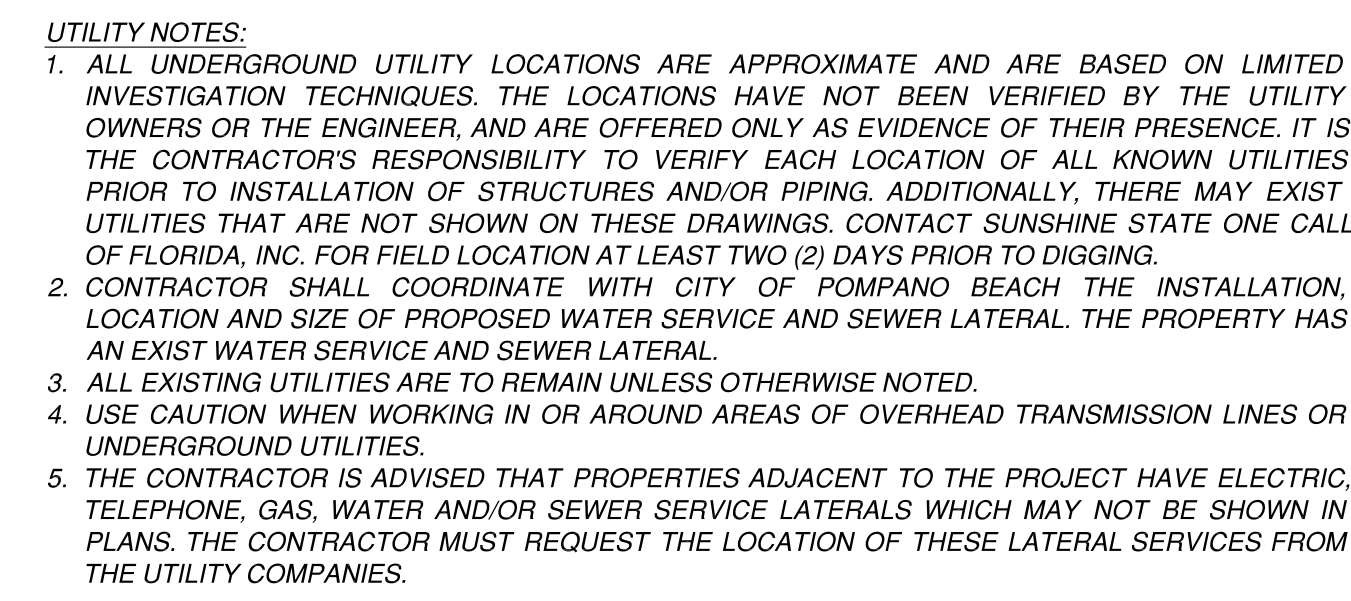 UTILITY NOTES:
1. ALL UNDERGROUND UTILITY LOCATIONS ARE APPROXIMATE AND ARE BASED ON LIMITED
INVESTIGATION TECHNIQUES. THE LOCATIONS HAVE NOT BEEN VERIFIED BY THE UTILITY
OWNERS OR THE ENGINEER, AND ARE OFFERED ONLY AS EVIDENCE OF THEIR PRESENCE. IT IS
THE CONTRACTOR'S RESPONSIBILITY TO VERIFY EACH LOCATION OF ALL KNOWN UTILITIES
PRIOR TO INSTALLATION OF STRUCTURES AND/OR PIPING. ADDITIONALLY, THERE MAY EXIST
UTILITIES THAT ARE NOT SHOWN ON THESE DRAWINGS. CONTACT SUNSHINE STATE ONE CALL
OF FLORIDA, INC. FOR FIELD LOCATION AT LEAST TWO (2) DAYS PRIOR TO DIGGING.
2. CONTRACTOR SHALL COORDINATE WITH CITY OF POMPANO BEACH THE INSTALLATION,
LOCATION AND SIZE OF PROPOSED WATER SERVICE AND SEWER LATERAL. THE PROPERTY HAS
AN EXIST WATER SERVICE AND SEWER LATERAL.
3. ALL EXISTING UTILITIES ARE TO REMAIN UNLESS OTHERWISE NOTED.
4. USE CAUTION WHEN WORKING IN OR AROUND AREAS OF OVERHEAD TRANSMISSION LINES OR
UNDERGROUND UTILITIES.
5. THE CONTRACTOR IS ADVISED THAT PROPERTIES ADJACENT TO THE PROJECT HAVE ELECTRIC,
TELEPHONE, GAS, WATER AND/OR SEWER SERVICE LATERALS WHICH MAY NOT BE SHOWN IN
PLANS. THE CONTRACTOR MUST REQUEST THE LOCATION OF THESE LATERAL SERVICES FROM
THE UTILITY COMPANIES.